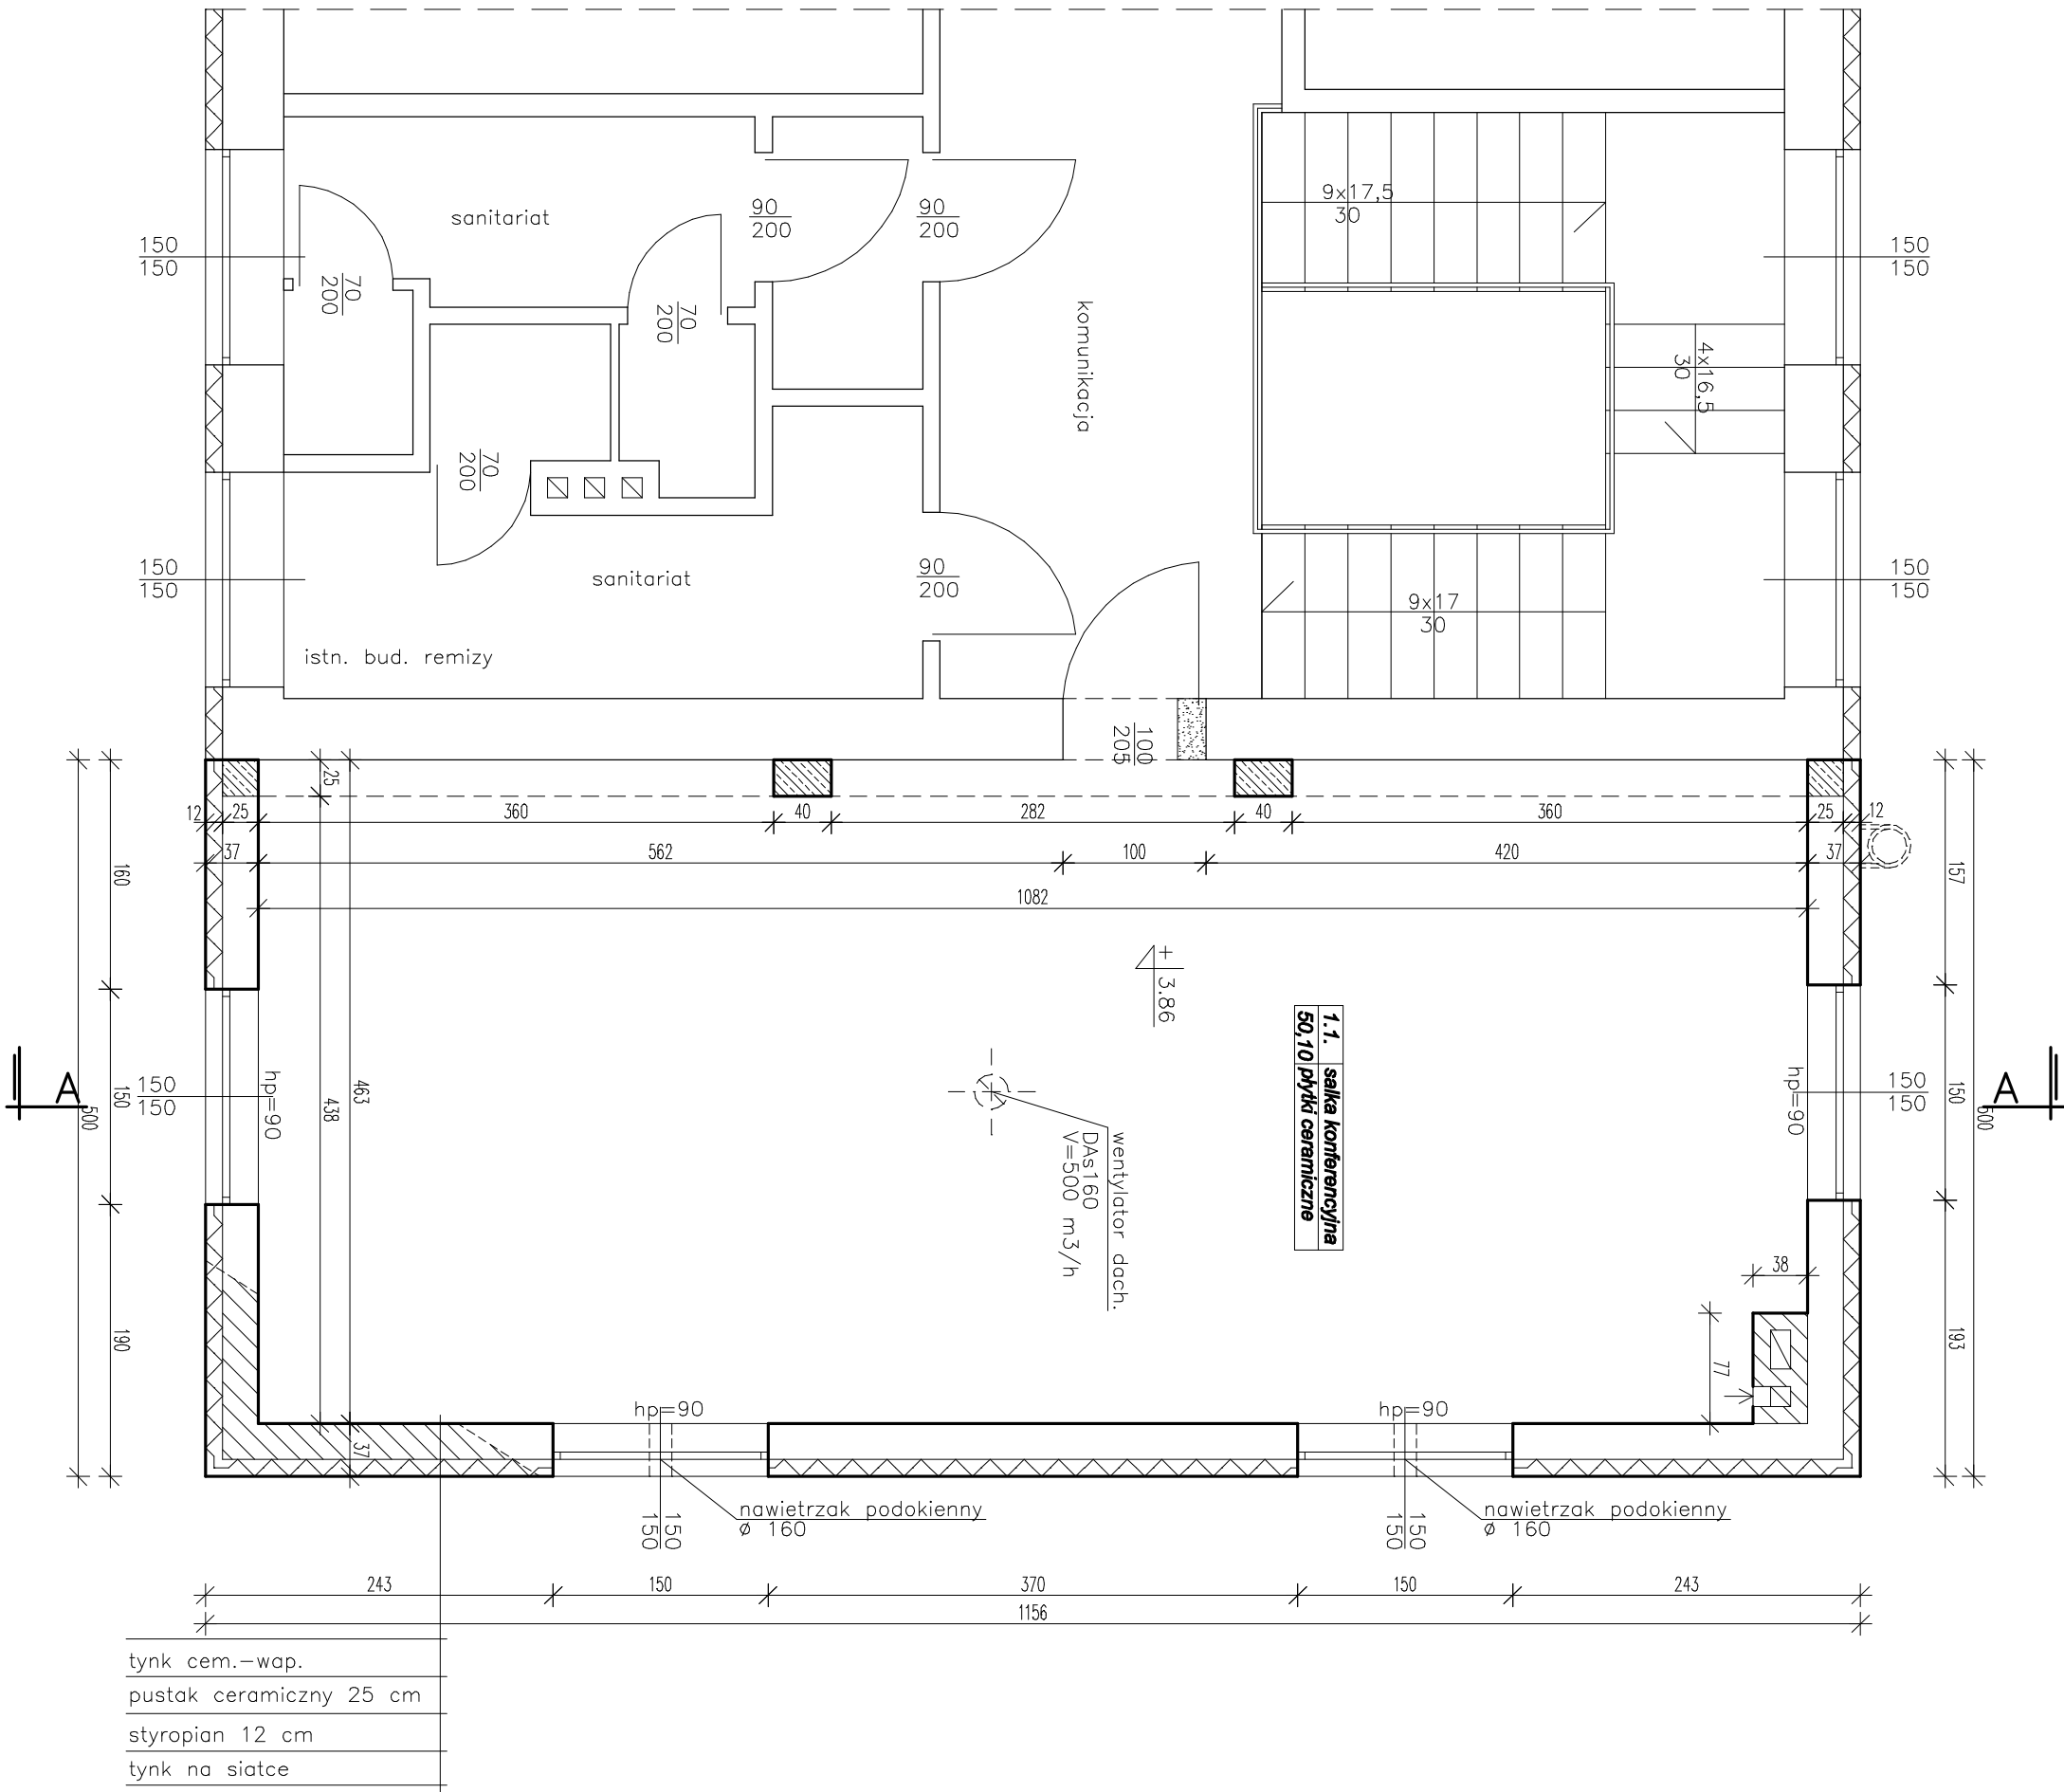 sanitariat
90
200
90
200
9x17,5
30
150
150
150
150
70
200
70
200
komunikacja
4x16,5
30
70
200
150
150
sanitariat
90
200
9x17
30
150
150
istn. bud. remizy
100
205
25
12
25
360
40
282
40
360
25
12
37
562
100
420
37
160
157
1082
+
3.86
1.1.
salka konferencyjna
50,10
płytki ceramiczne
A
150
150
hp=90
150
500
438
463
wentylator dach.
DAs160
V=500 m3/h
hp=90
150
150
150
500
A
38
77
190
193
37
hp=90
hp=90
nawietrzak podokienny
ø 160
150
150
nawietrzak podokienny
ø 160
150
150
243
150
370
150
243
1156
tynk cem.-wap.
pustak ceramiczny 25 cm
styropian 12 cm
tynk na siatce